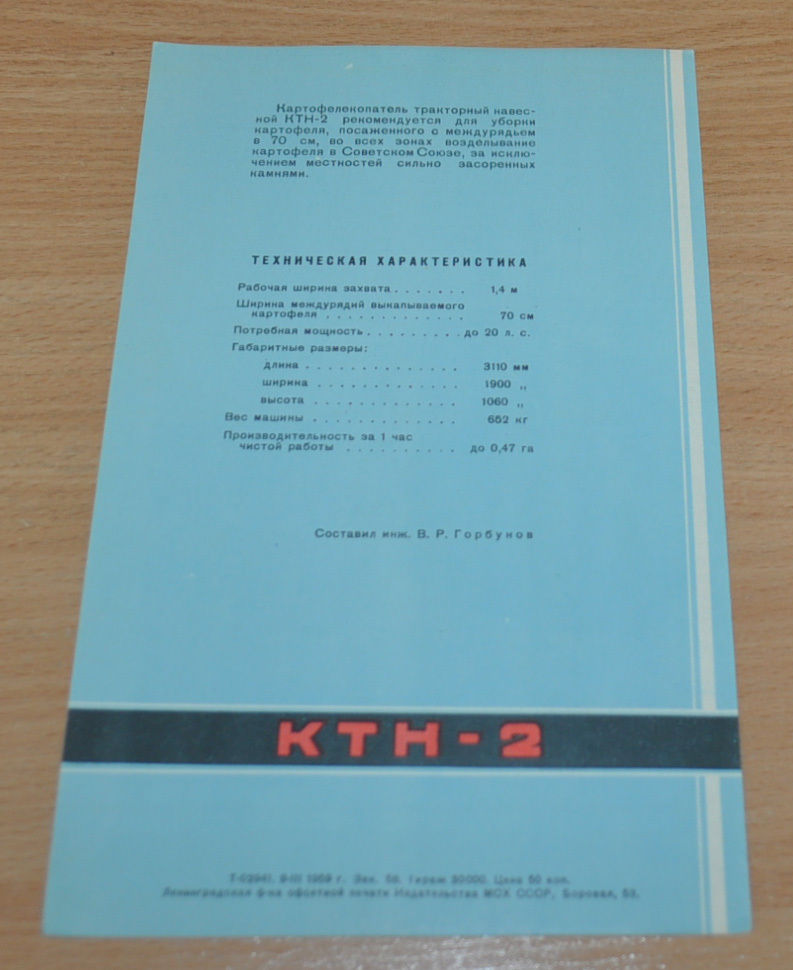 Картофелекопатель тракторный навес-
ной КТН-2 рекомендуется для уборки
картофеля, посаженного с междурядьем
в 70 см, во всех зонах возделывание
картофеля в Советском Союзе, за исклю-
чением местностей сильно засоренных
камнями.
ТЕХНИЧЕСКАЯ ХАРАКТЕРИСТИКА
Рабочая ширина захвата . . . . . . . 1,4 м
Ширина междурядий выкапываемого
картофеля . . . . . . . . . . . . . 70 см
Потребная мощность . . . . . . . . . до 20 л. с.
Габаритные размеры:
длина . . . . . . . . . . . . . . 3110 мм
ширина . . . . . . . . . . . . . 1900 „
высота . . . . . . . . . . . . . 1060 „
Вес машины . . . . . . . . . . . . . . 652 кг
Производительность за 1 час
чистой работы . . . . . . . . . . до 0,47 га
Составил инж. В. Р. Горбунов
КТН-2
9-III 1959 г. Зак. Тираж 30000. Цена 50 коп.
Ленинградская ф-ка офсетной печати Издательства МСХ СССР, Боровая, 53.